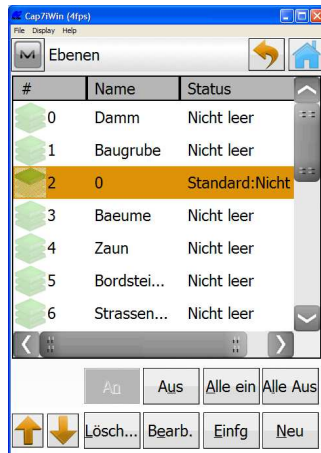 Cap7iWin (4fps)
File Display Help
M Ebenen
# Name Status
0 Damm Nicht leer
1 Baugrube Nicht leer
2 0 Standard:Nicht
3 Baeume Nicht leer
4 Zaun Nicht leer
5 Bordstei... Nicht leer
6 Strassen... Nicht leer
An Aus Alle ein Alle Aus
Lösch... Bearb. Einfg Neu